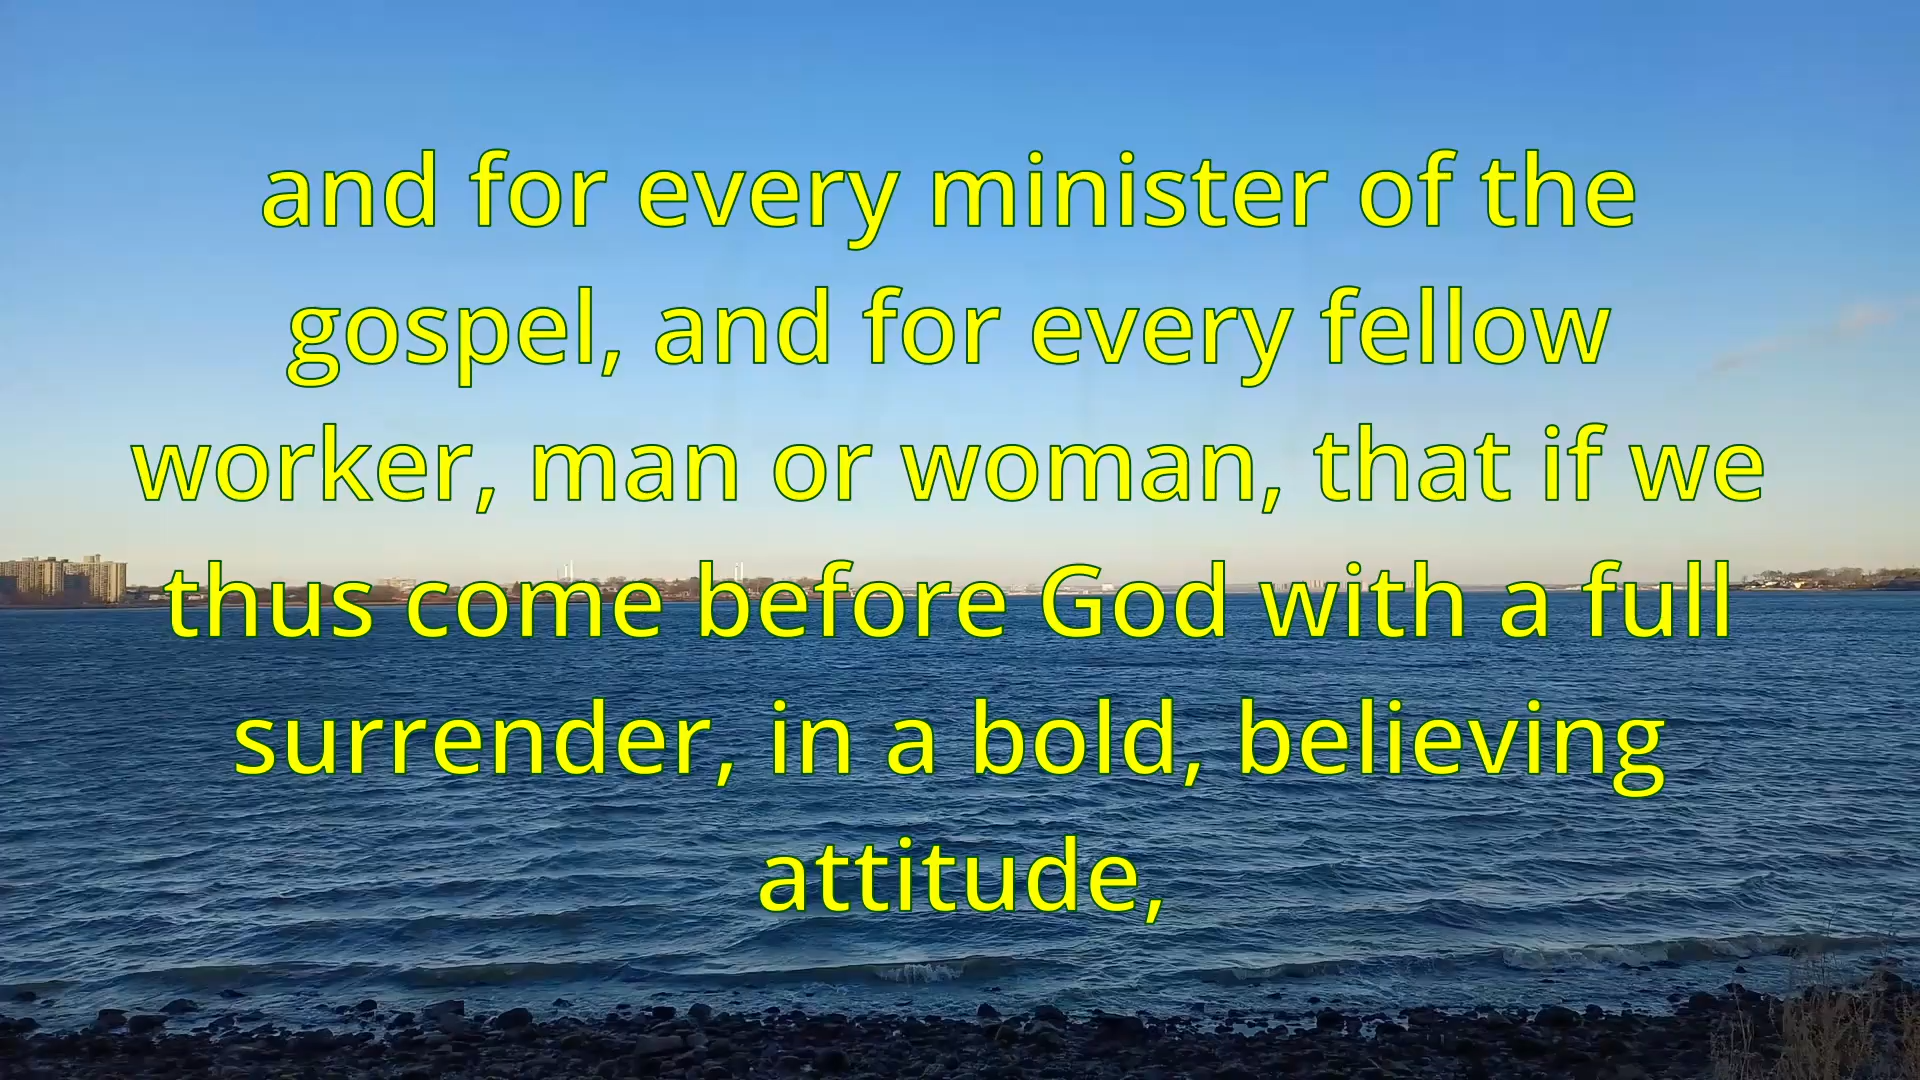 and for every minister of the
gospel, and for every fellow
worker, man or woman, that if we
thus come before God with a full
surrender, in a bold, believing
attitude,